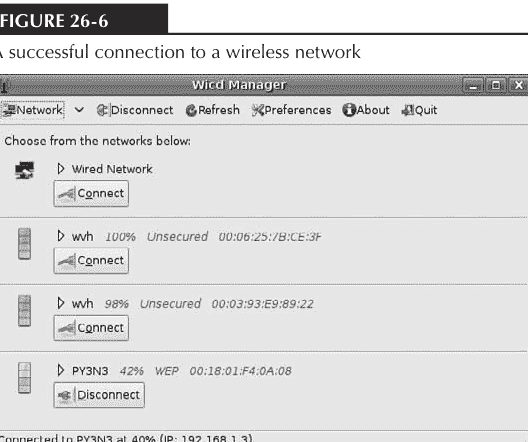 FIGURE 26-6
A successful connection to a wireless network
Wicd Manager
Network Disconnect Refresh Preferences About Quit
Choose from the networks below:
Wired Network
Connect
wvh 100% Unsecured 00:06:25:7B:CE:3F
Connect
wvh 98% Unsecured 00:03:93:E9:89:22
Connect
PY3N3 42% WEP 00:18:01:F4:0A:08
Disconnect
Connected to PY3N3 at 40% (IP: 192.168.1.3)